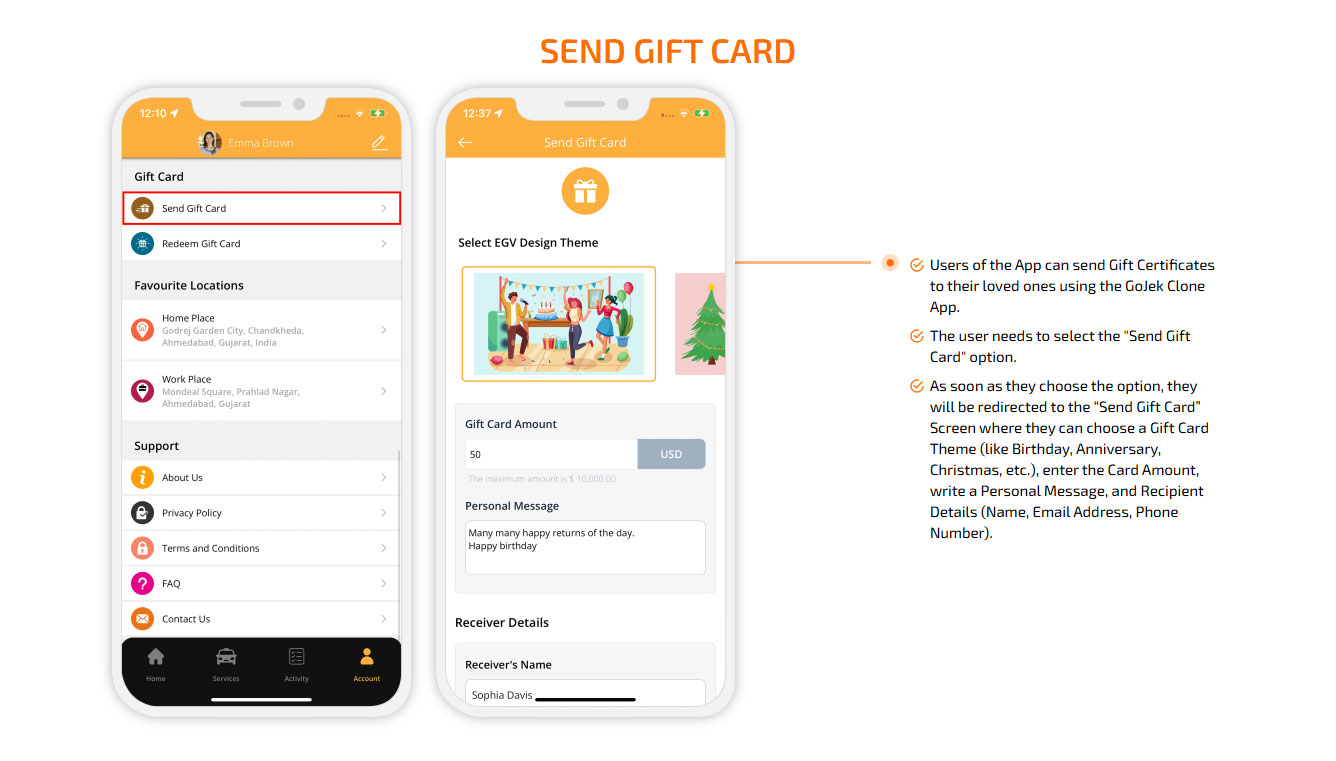 SEND GIFT CARD
12:10
Emma Brown
Gift Card
Send Gift Card
Redeem Gift Card
Favourite Locations
Home Place
Godrej Garden City, Chandkheda,
Ahmedabad, Gujarat, India
Work Place
Mondeal Square, Prahlad Nagar,
Ahmedabad, Gujarat
Support
About Us
Privacy Policy
Terms and Conditions
FAQ
Contact Us
Home
Services
Activity
Account
12:37
Send Gift Card
Select EGV Design Theme
Gift Card Amount
50
USD
The maximum amount is $ 10,000.00
Personal Message
Many many happy returns of the day.
Happy birthday
Receiver Details
Receiver's Name
Sophia Davis
Users of the App can send Gift Certificates
to their loved ones using the GoJek Clone
App.
The user needs to select the "Send Gift
Card" option.
As soon as they choose the option, they
will be redirected to the “Send Gift Card”
Screen where they can choose a Gift Card
Theme (like Birthday, Anniversary,
Christmas, etc.), enter the Card Amount,
write a Personal Message, and Recipient
Details (Name, Email Address, Phone
Number).